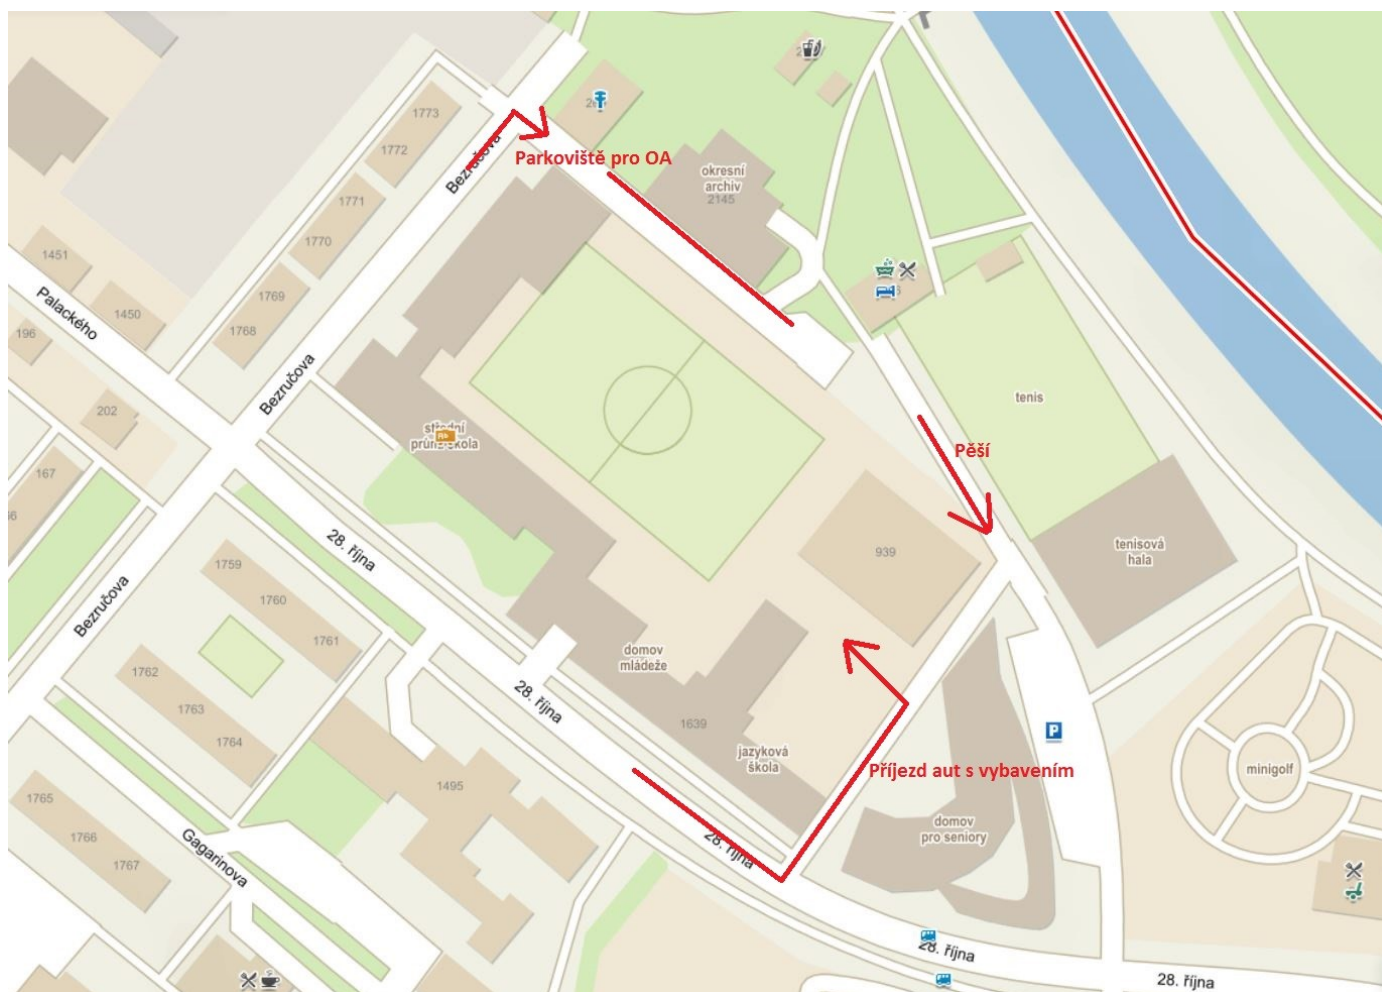 1773
1772
Bezručova
Parkoviště pro OA
okresní
archiv
2145
1771
1770
1451
1769
1450
1768
Palackého
196
Bezručova
202
tenis
střední
prům. škola
Pěší
167
28. října
939
tenisová
hala
1759
1760
1761
Bezručova
domov
mládeže
1762
1763
1764
28. října
1639
jazyková
škola
P
Příjezd aut s vybavením
minigolf
1765
1766
1767
1495
Gagarinova
28. října
domov
pro seniory
28. října
28. října